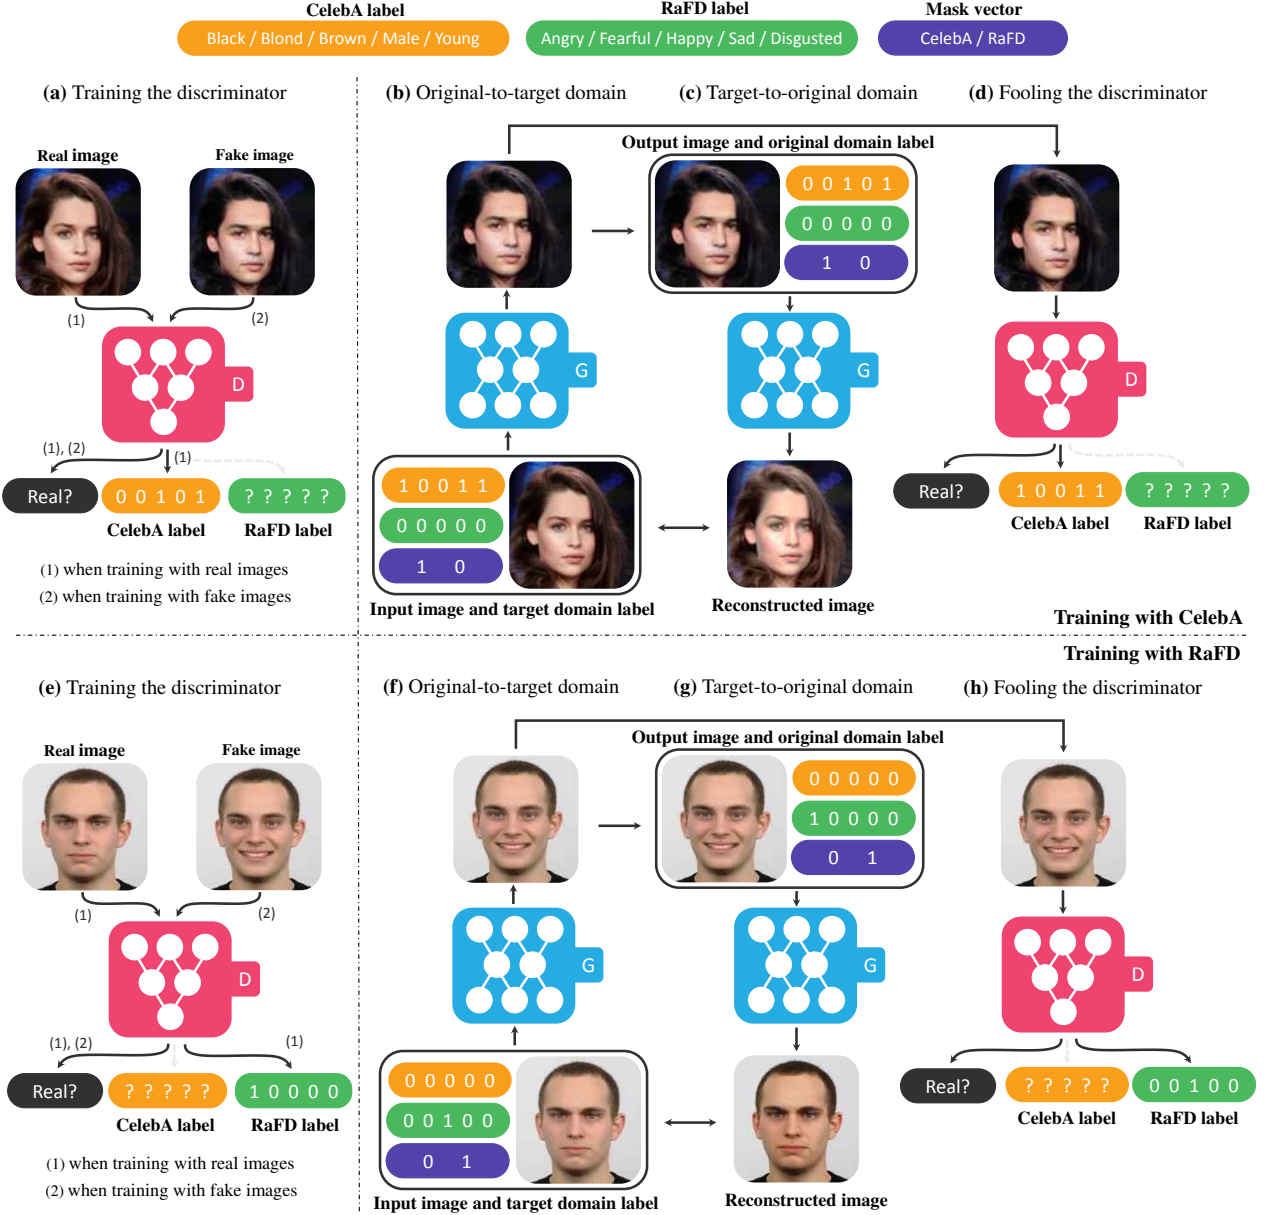 CelebA label
RaFD label
Mask vector
Black / Blond / Brown / Male / Young
Angry / Fearful / Happy / Sad / Disgusted
CelebA / RaFD
(a) Training the discriminator
(b) Original-to-target domain
(c) Target-to-original domain
(d) Fooling the discriminator
Real image
Fake image
Output image and original domain label
0 0 1 0 1
0 0 0 0 0
1 0
(1)
(2)
D
G
G
D
(1), (2)
(1)
Real?
0 0 1 0 1
? ? ? ? ?
CelebA label
RaFD label
1 0 0 1 1
0 0 0 0 0
1 0
Real?
1 0 0 1 1
? ? ? ? ?
CelebA label
RaFD label
(1) when training with real images
(2) when training with fake images
Input image and target domain label
Reconstructed image
Training with CelebA
Training with RaFD
(e) Training the discriminator
(f) Original-to-target domain
(g) Target-to-original domain
(h) Fooling the discriminator
Real image
Fake image
Output image and original domain label
0 0 0 0 0
1 0 0 0 0
0 1
(1)
(2)
D
G
G
D
(1), (2)
(1)
Real?
? ? ? ? ?
1 0 0 0 0
CelebA label
RaFD label
0 0 0 0 0
0 0 1 0 0
0 1
Real?
? ? ? ? ?
0 0 1 0 0
CelebA label
RaFD label
(1) when training with real images
(2) when training with fake images
Input image and target domain label
Reconstructed image